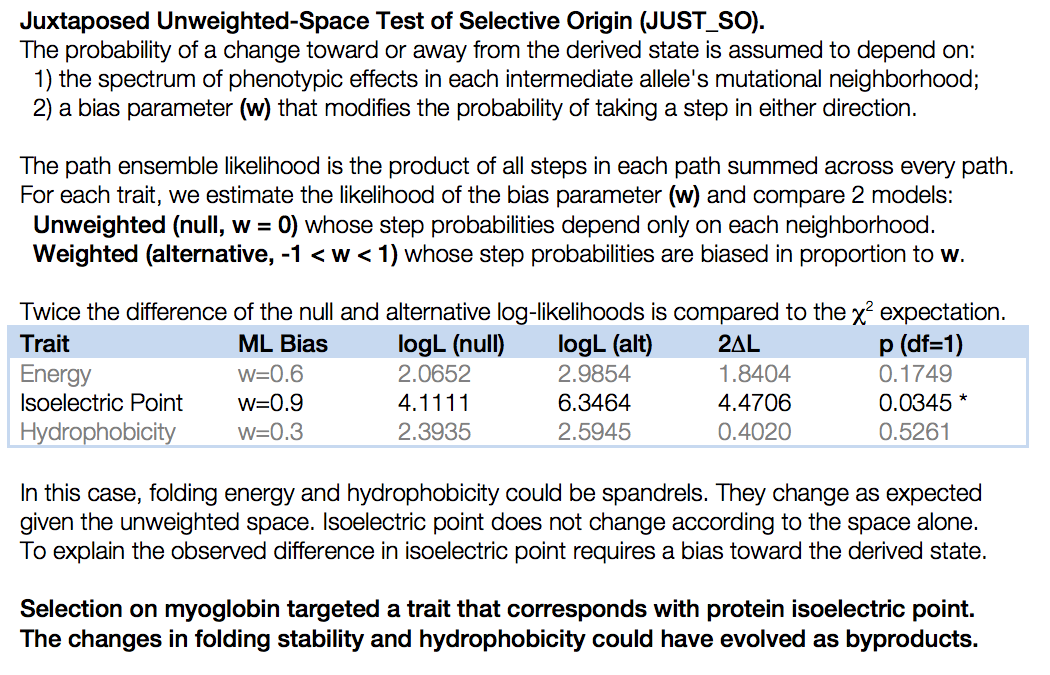 Juxtaposed Unweighted-Space Test of Selective Origin (JUST_SO).
The probability of a change toward or away from the derived state is assumed to depend on:
1) the spectrum of phenotypic effects in each intermediate allele's mutational neighborhood;
2) a bias parameter (w) that modifies the probability of taking a step in either direction.
The path ensemble likelihood is the product of all steps in each path summed across every path.
For each trait, we estimate the likelihood of the bias parameter (w) and compare 2 models:
Unweighted (null, w = 0) whose step probabilities depend only on each neighborhood.
Weighted (alternative, -1 < w < 1) whose step probabilities are biased in proportion to w.
Twice the difference of the null and alternative log-likelihoods is compared to the χ² expectation.
Trait ML Bias logL (null) logL (alt) 2ΔL p (df=1)
Energy w=0.6 2.0652 2.9854 1.8404 0.1749
Isoelectric Point w=0.9 4.1111 6.3464 4.4706 0.0345 *
Hydrophobicity w=0.3 2.3935 2.5945 0.4020 0.5261
In this case, folding energy and hydrophobicity could be spandrels. They change as expected
given the unweighted space. Isoelectric point does not change according to the space alone.
To explain the observed difference in isoelectric point requires a bias toward the derived state.
Selection on myoglobin targeted a trait that corresponds with protein isoelectric point.
The changes in folding stability and hydrophobicity could have evolved as byproducts.